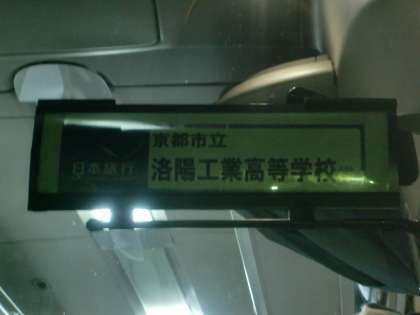 京都市立
日本旅行
洛陽工業高等学校